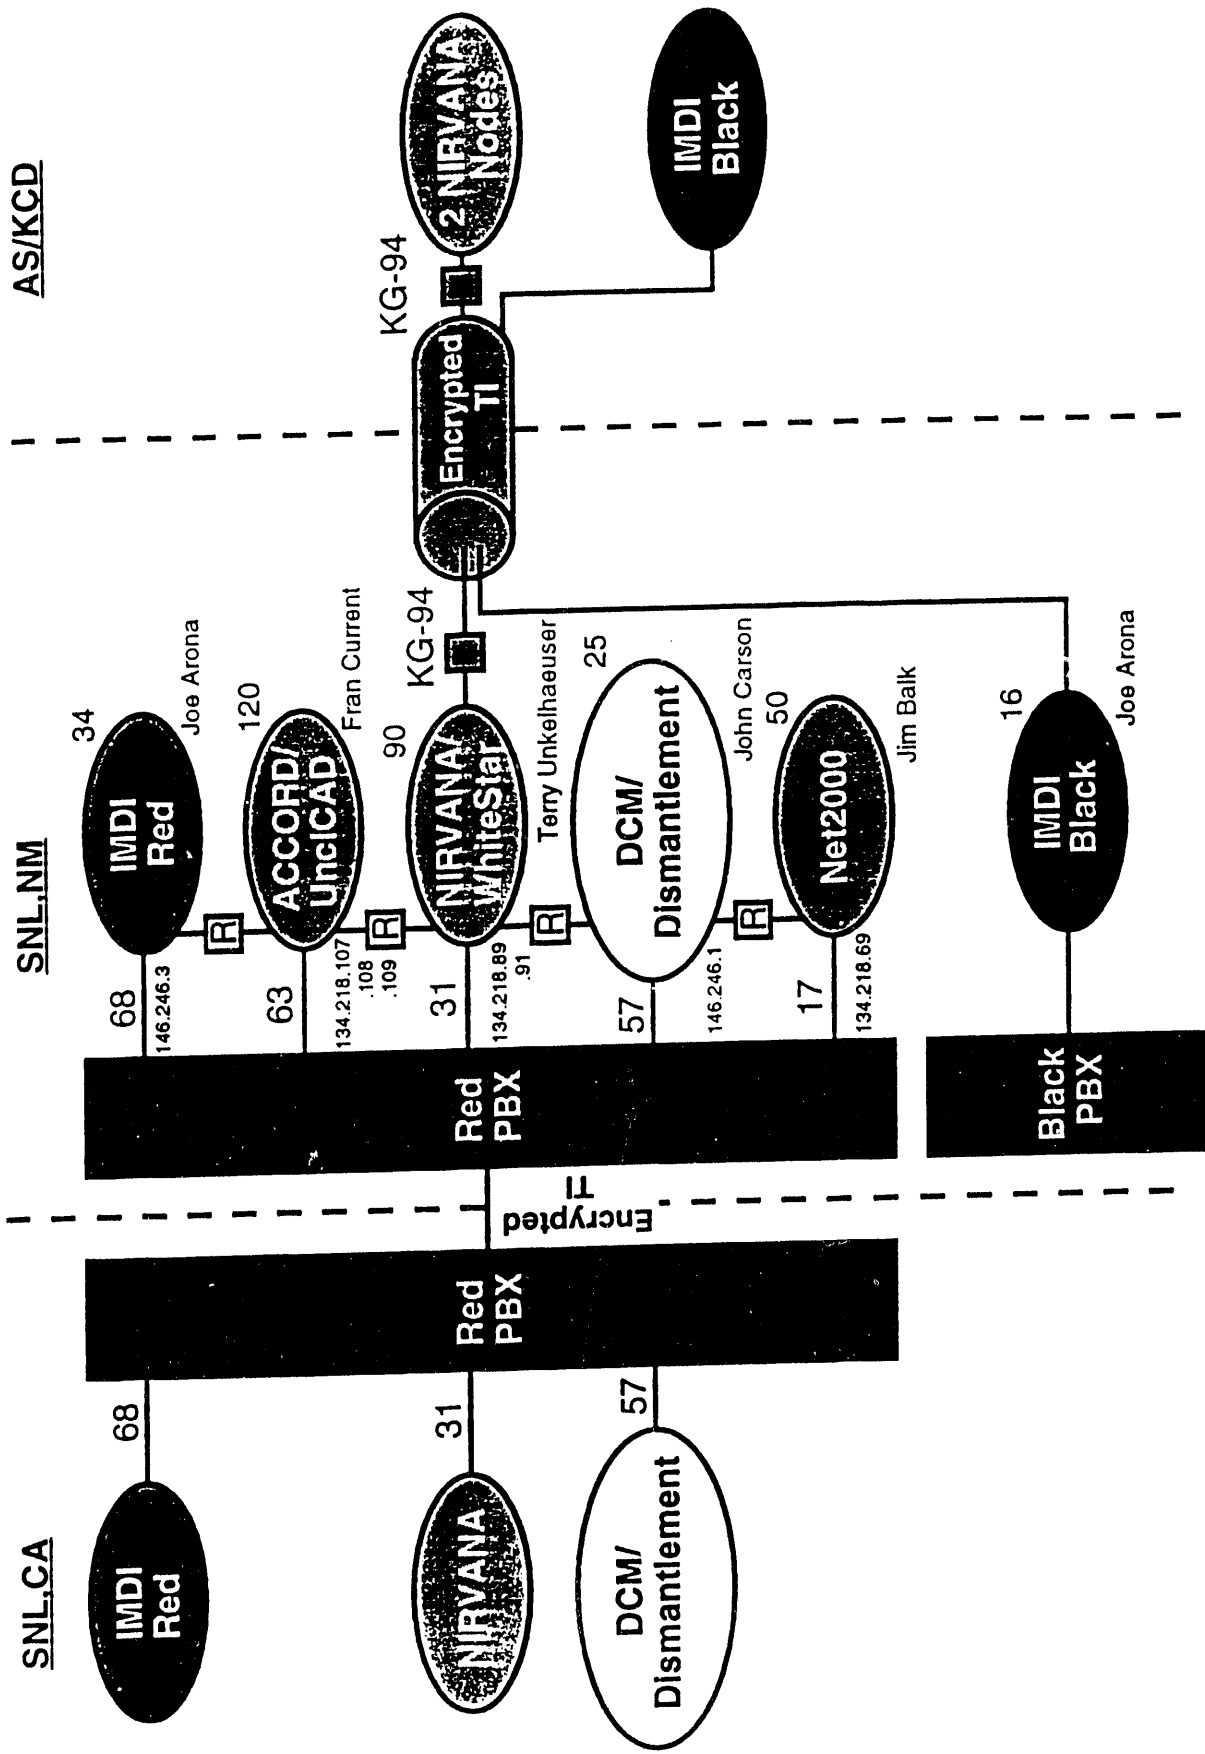 SNL,CA
IMDI
Red
68
NIRVANA
31
DCM/
Dismantlement
57
Red
PBX
Encrypted
TI
SNL,NM
Red
PBX
68
146.246.3
IMDI
Red
34
Joe Arona
R
63
134.218.107
.108
.109
ACCORD/
UnclCAD
120
Fran Current
R
31
134.218.89
.91
NIRVANA/
WhiteStar
90
Terry Unkelhaeuser
KG-94
R
57
146.246.1
DCM/
Dismantlement
25
John Carson
R
17
134.218.69
Net2000
50
Jim Balk
Black
PBX
IMDI
Black
16
Joe Arona
AS/KCD
Encrypted
TI
KG-94
2 NIRVANA
Nodes
IMDI
Black